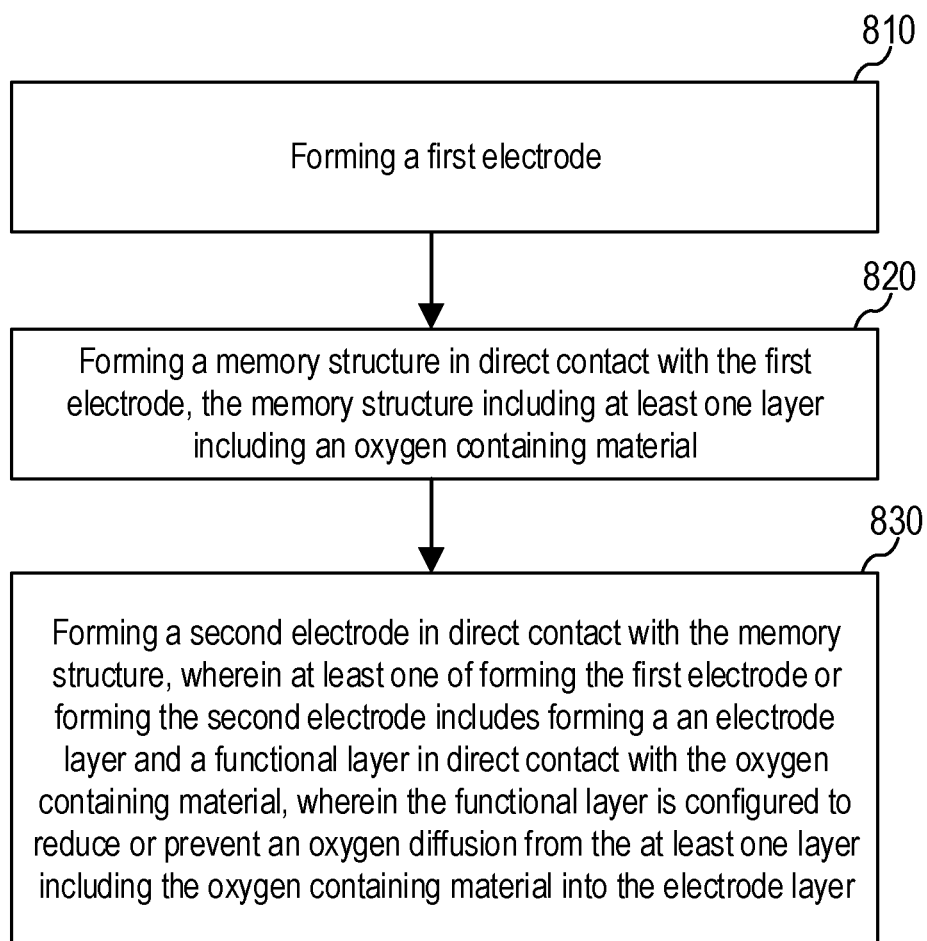 810
Forming a first electrode
820
Forming a memory structure in direct contact with the first
electrode, the memory structure including at least one layer
including an oxygen containing material
830
Forming a second electrode in direct contact with the memory
structure, wherein at least one of forming the first electrode or
forming the second electrode includes forming a an electrode
layer and a functional layer in direct contact with the oxygen
containing material, wherein the functional layer is configured to
reduce or prevent an oxygen diffusion from the at least one layer
including the oxygen containing material into the electrode layer